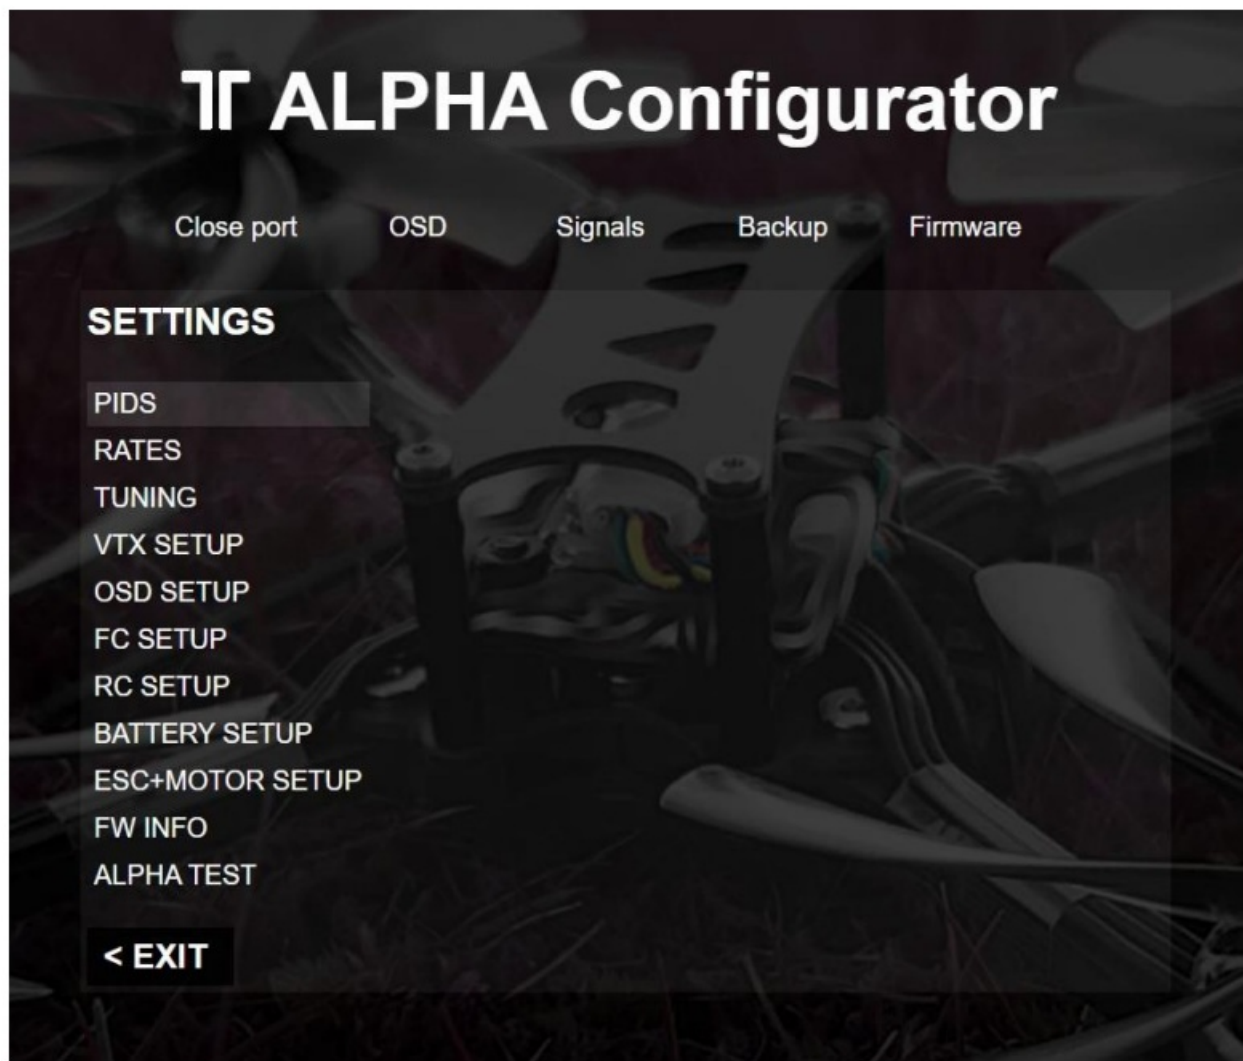 ALPHA Configurator
Close port OSD Signals Backup Firmware
SETTINGS
PIDS
RATES
TUNING
VTX SETUP
OSD SETUP
FC SETUP
RC SETUP
BATTERY SETUP
ESC+MOTOR SETUP
FW INFO
ALPHA TEST
< EXIT